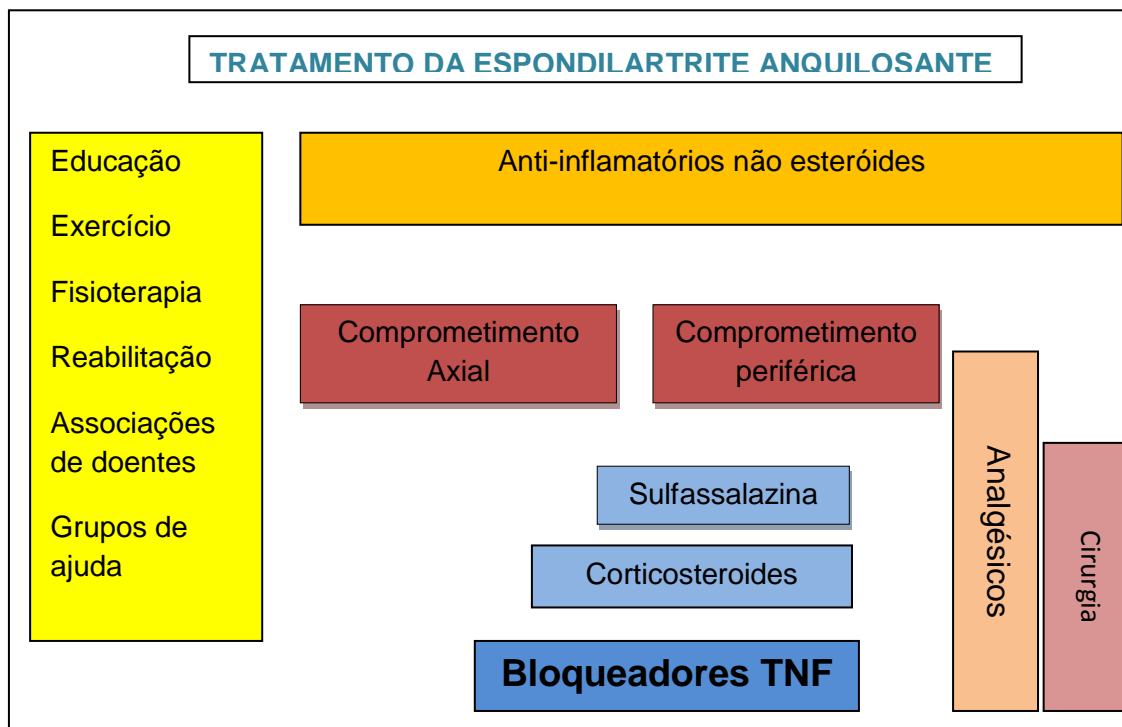 TRATAMENTO DA ESPONDILARTRITE ANQUILOSANTE
Educação
Exercício
Fisioterapia
Reabilitação
Associações
de doentes
Grupos de
ajuda
Anti-inflamatórios não esteróides
Comprometimento
Axial
Comprometimento
periférica
Sulfassalazina
Corticosteroides
Bloqueadores TNF
Analgésicos
Cirurgia